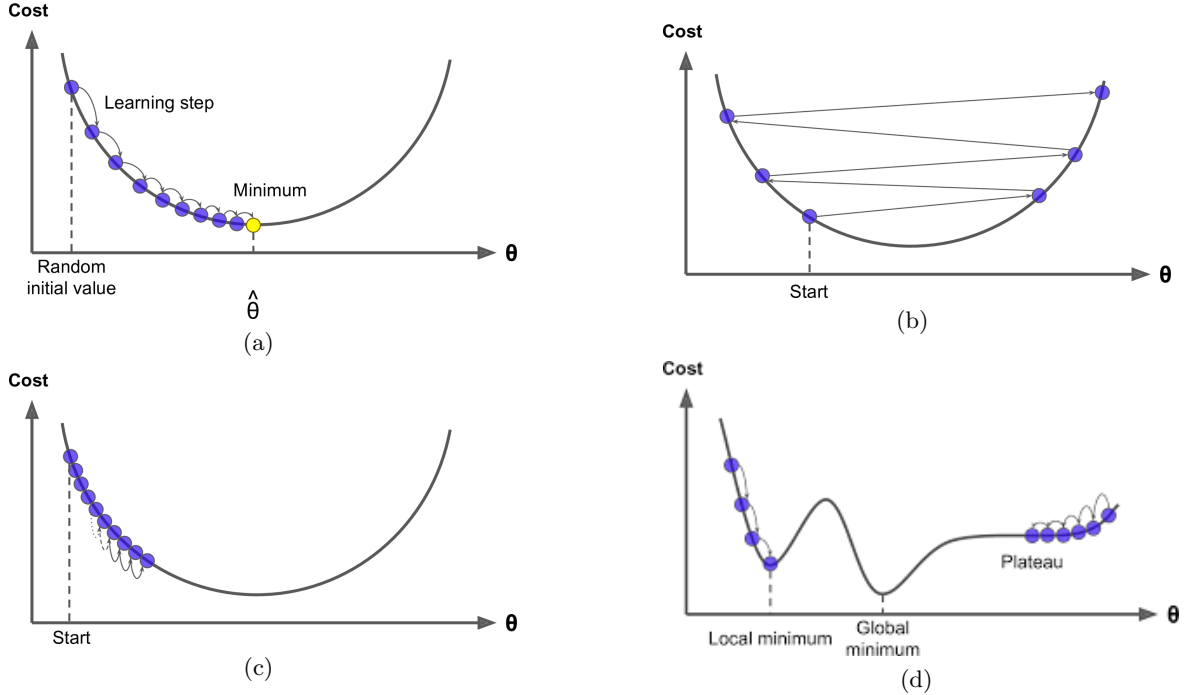 Cost
Learning step
Minimum
θ
Random
initial value
θ̂
(a)
Cost
θ
Start
(b)
Cost
θ
Start
(c)
Cost
Plateau
θ
Local minimum
Global
minimum
(d)